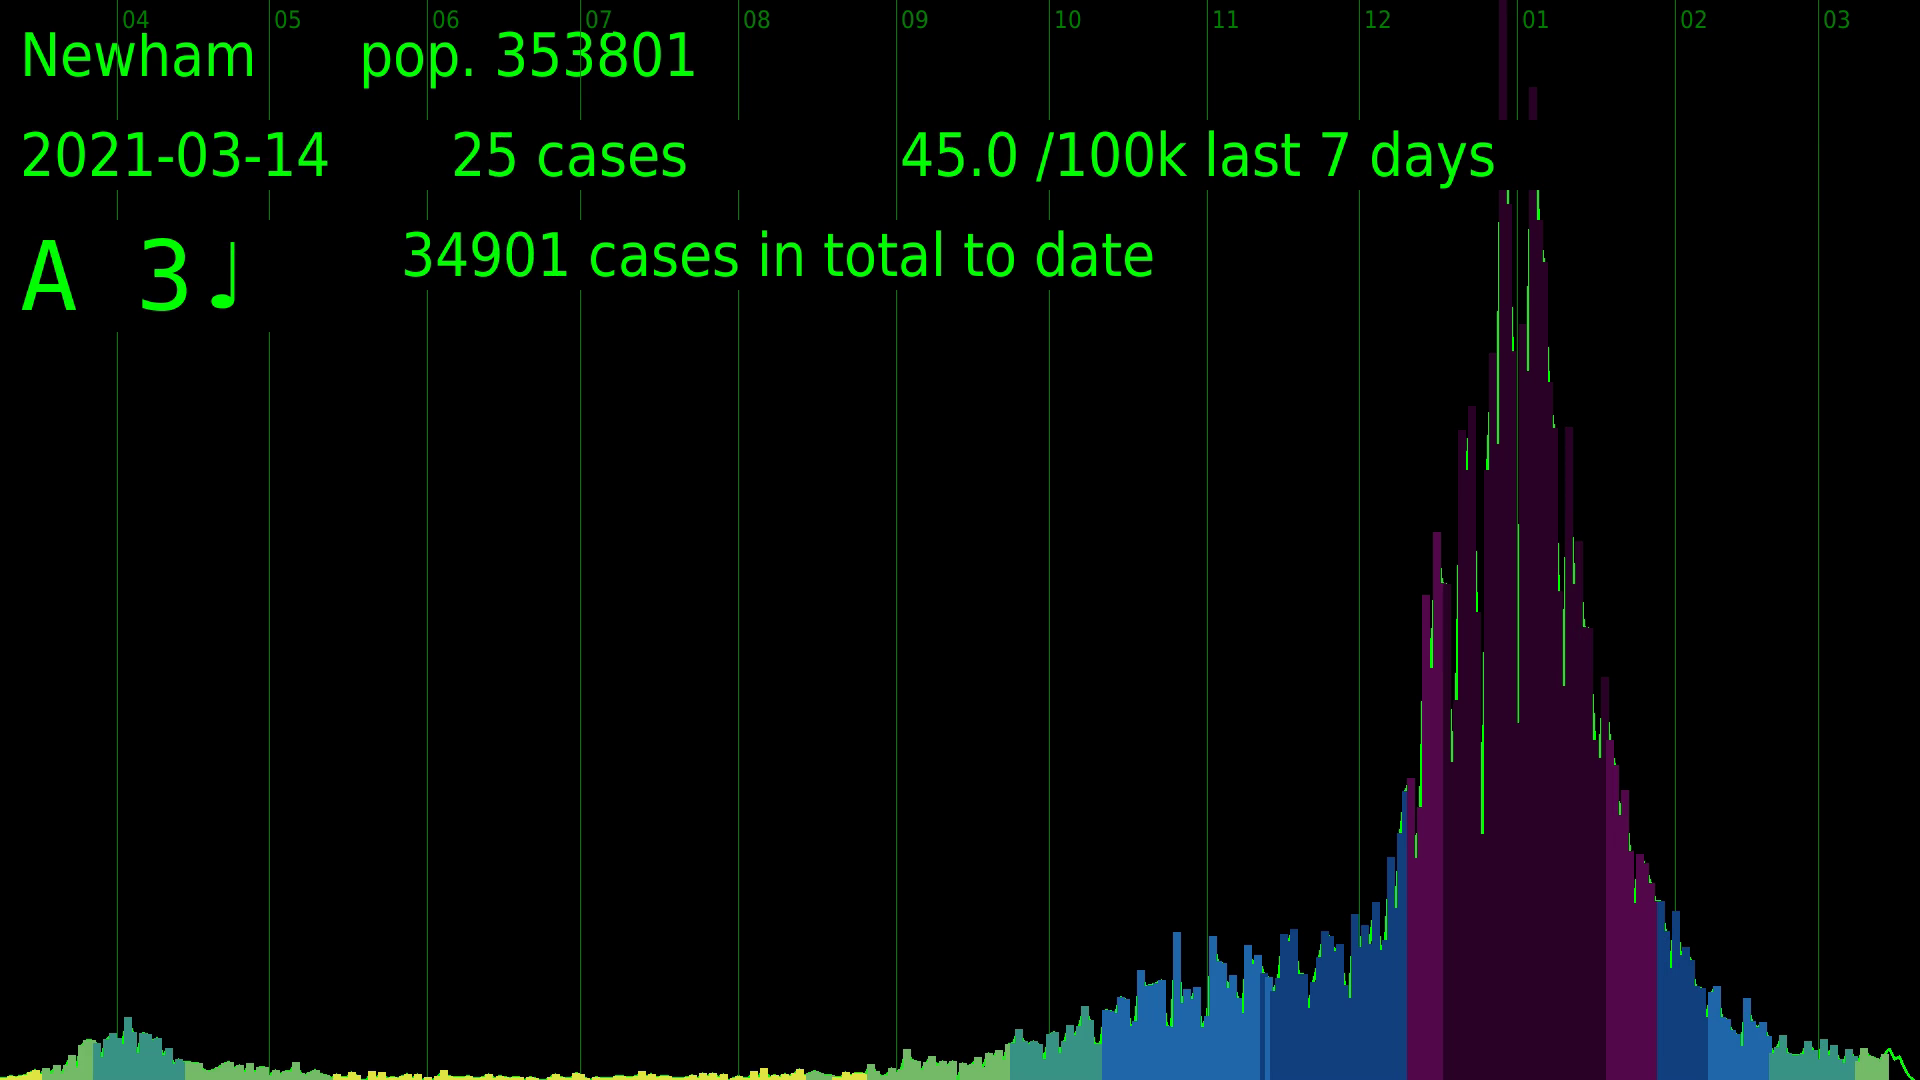 04 05 06 07 08 09 10 11 12 01 02 03
Newham pop. 353801
2021-03-14 25 cases 45.0 /100k last 7 days
A 3♩ 34901 cases in total to date